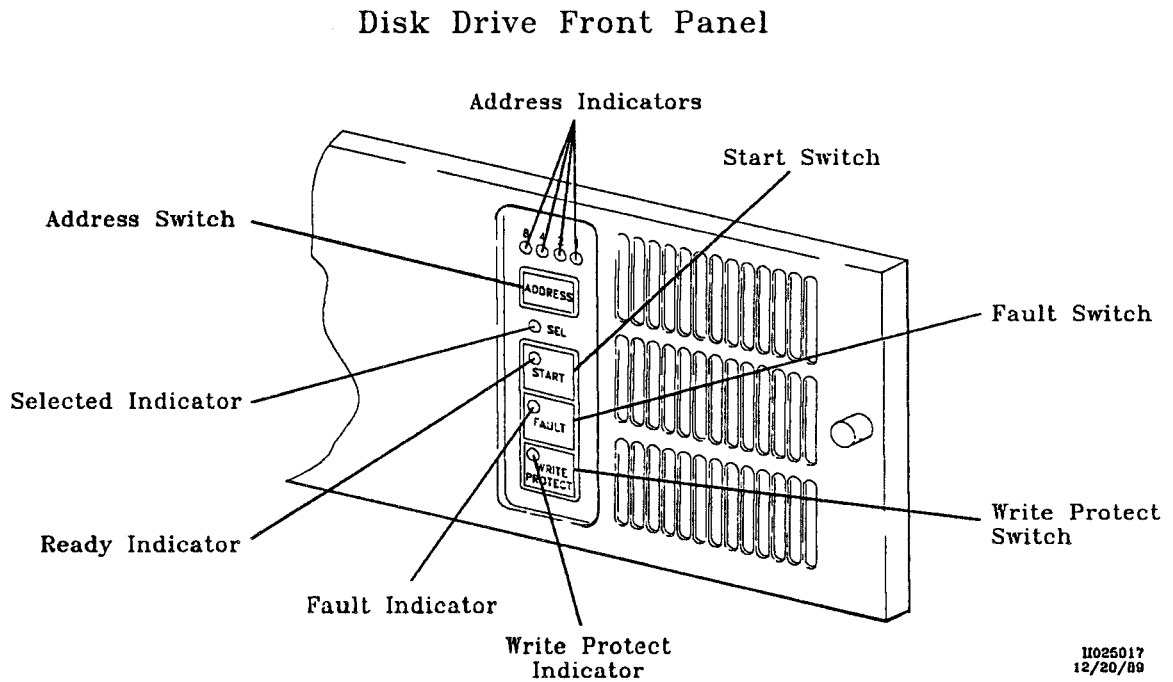 Disk Drive Front Panel
Address Indicators
Start Switch
Address Switch
8 4 2 1
ADDRESS
SEL
Fault Switch
START
Selected Indicator
FAULT
WRITE
PROTECT
Write Protect
Switch
Ready Indicator
Fault Indicator
Write Protect
Indicator
II025017
12/20/89